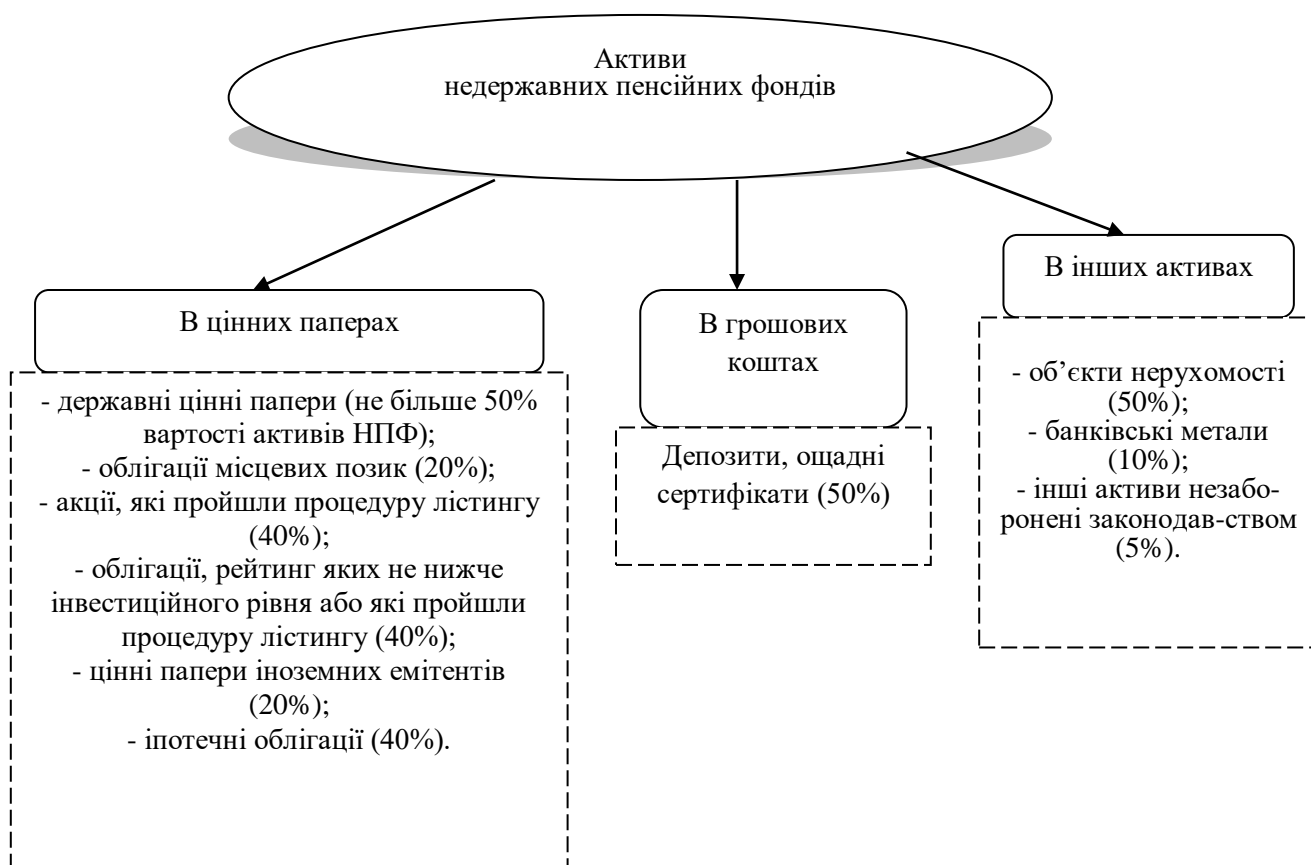 Активи
недержавних пенсійних фондів
В цінних паперах
- державні цінні папери (не більше 50%
вартості активів НПФ);
- облігації місцевих позик (20%);
- акції, які пройшли процедуру лістингу
(40%);
- облігації, рейтинг яких не нижче
інвестиційного рівня або які пройшли
процедуру лістингу (40%);
- цінні папери іноземних емітентів
(20%);
- іпотечні облігації (40%).
В грошових
коштах
Депозити, ощадні
сертифікати (50%)
В інших активах
- об’єкти нерухомості
(50%);
- банківські метали
(10%);
- інші активи незабо-
ронені законодав-ством
(5%).